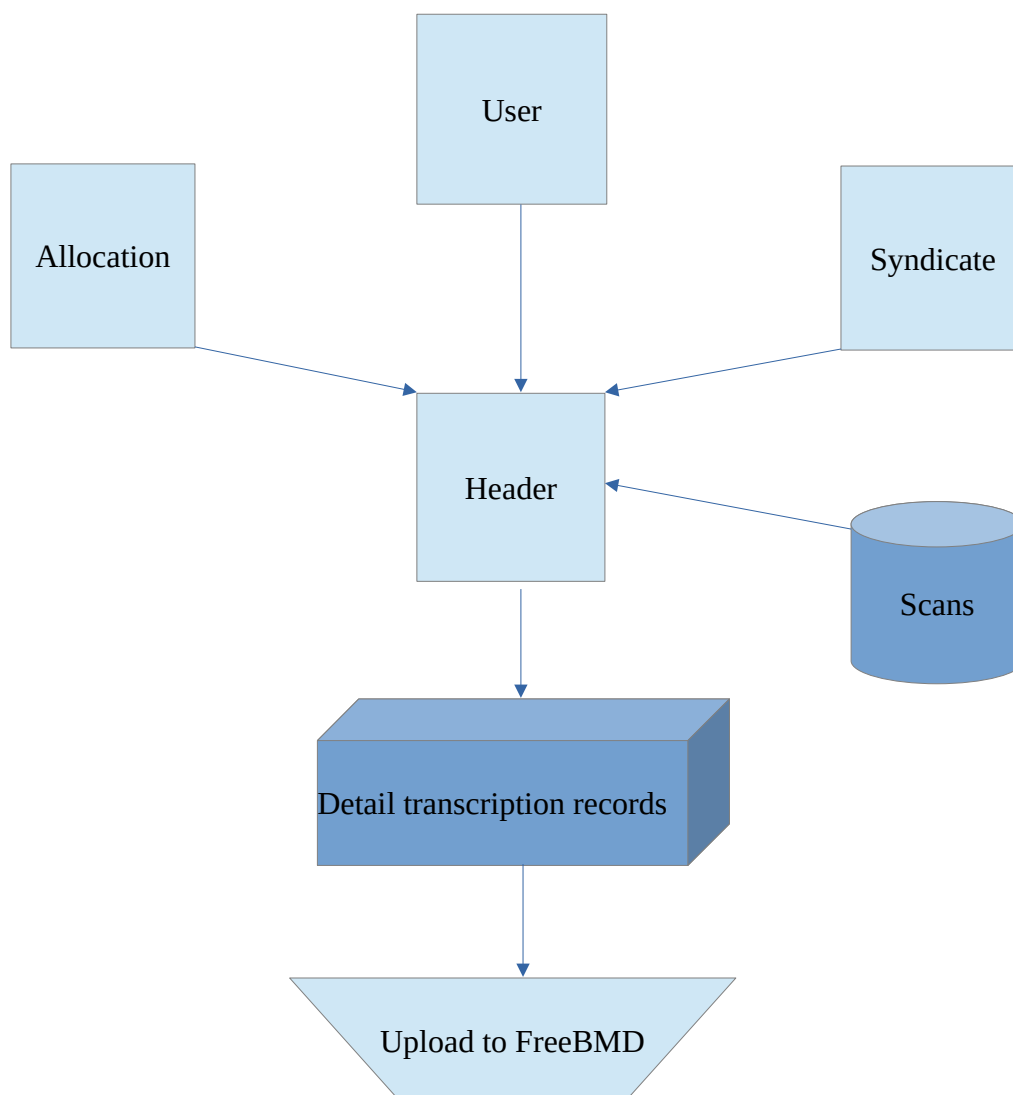 User
Allocation
Syndicate
Header
Scans
Detail transcription records
Upload to FreeBMD